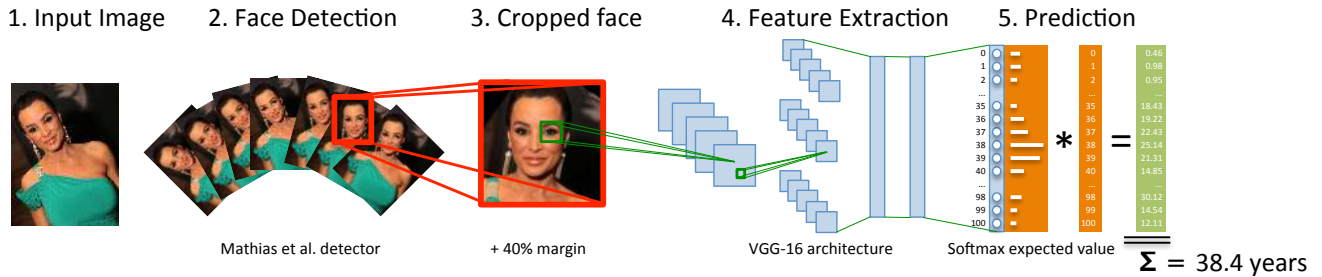 1. Input Image 2. Face Detection 3. Cropped face 4. Feature Extraction 5. Prediction
0 0 0.46
1 1 0.98
2 2 0.95
... ... ...
35 35 18.43
36 36 19.22
37 37 22.43
38 * 38 = 25.14
39 39 21.31
40 40 14.85
... ... ...
98 98 30.12
99 99 14.54
100 100 12.11
Mathias et al. detector + 40% margin VGG-16 architecture Softmax expected value
Σ = 38.4 years